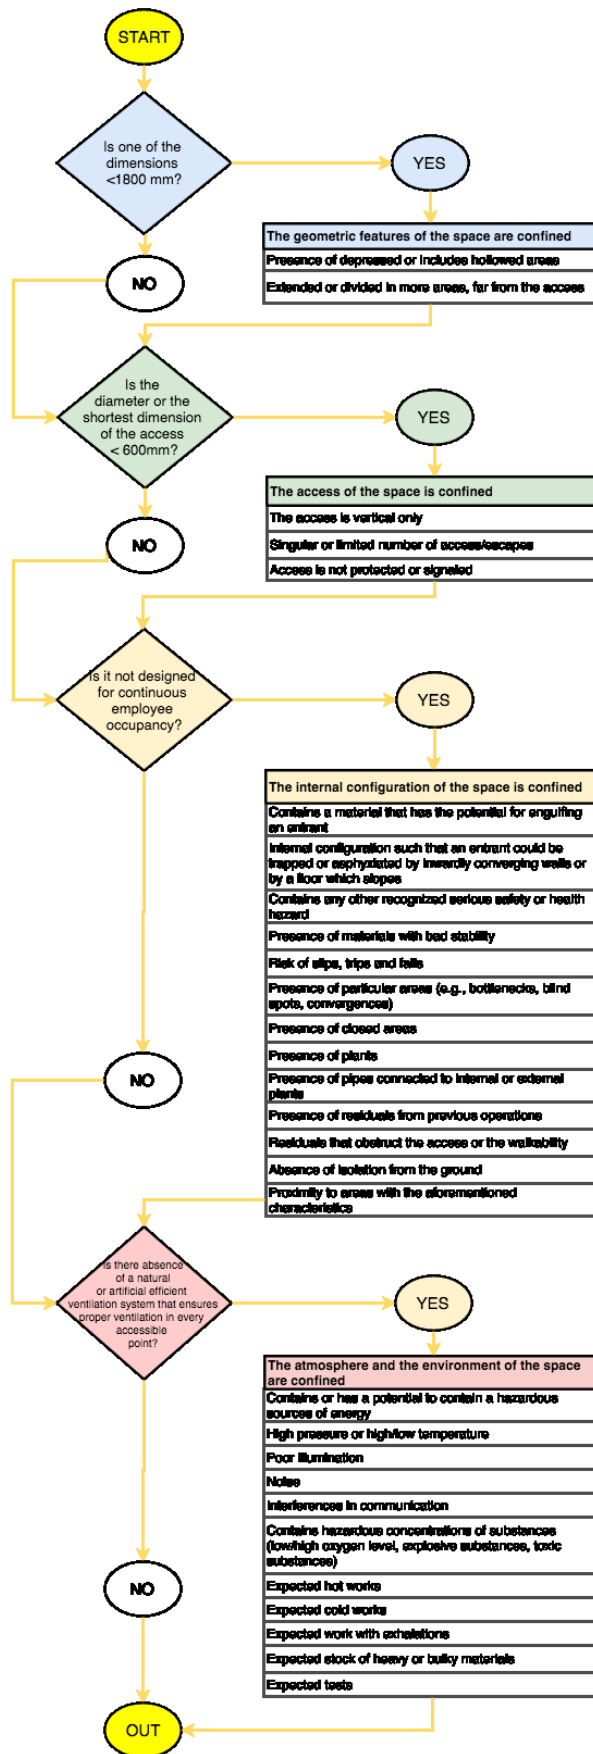 START
Is one of the
dimensions
<1800 mm?
YES
The geometric features of the space are confined
Presence of depressed or includes hollowed areas
Extended or divided in more areas, far from the access
NO
Is the
diameter or the
shortest dimension
of the access
< 600mm?
YES
The access of the space is confined
The access is vertical only
Singular or limited number of access/escapes
Access is not protected or signaled
NO
Is it not designed
for continuous
employee
occupancy?
YES
The internal configuration of the space is confined
Contains a material that has the potential for engulfing
an entrant
Internal configuration such that an entrant could be
trapped or asphyxiated by inwardly converging walls or
by a floor which slopes
Contains any other recognized serious safety or health
hazard
Presence of materials with bad stability
Risk of slips, trips and falls
Presence of particular areas (e.g., bottlenecks, blind
spots, convergences)
Presence of closed areas
Presence of plants
Presence of pipes connected to internal or external
plants
Presence of residuals from previous operations
Residuals that obstruct the access or the walkability
Absence of isolation from the ground
Proximity to areas with the aforementioned
characteristics
NO
Is there absence
of a natural
or artificial efficient
ventilation system that ensures
proper ventilation in every
accessible
point?
YES
The atmosphere and the environment of the space
are confined
Contains or has a potential to contain a hazardous
sources of energy
High pressure or high/low temperature
Poor illumination
Noise
Interferences in communication
Contains hazardous concentrations of substances
(low/high oxygen level, explosive substances, toxic
substances)
Expected hot works
Expected cold works
Expected work with exhalations
Expected stock of heavy or bulky materials
Expected tests
NO
OUT